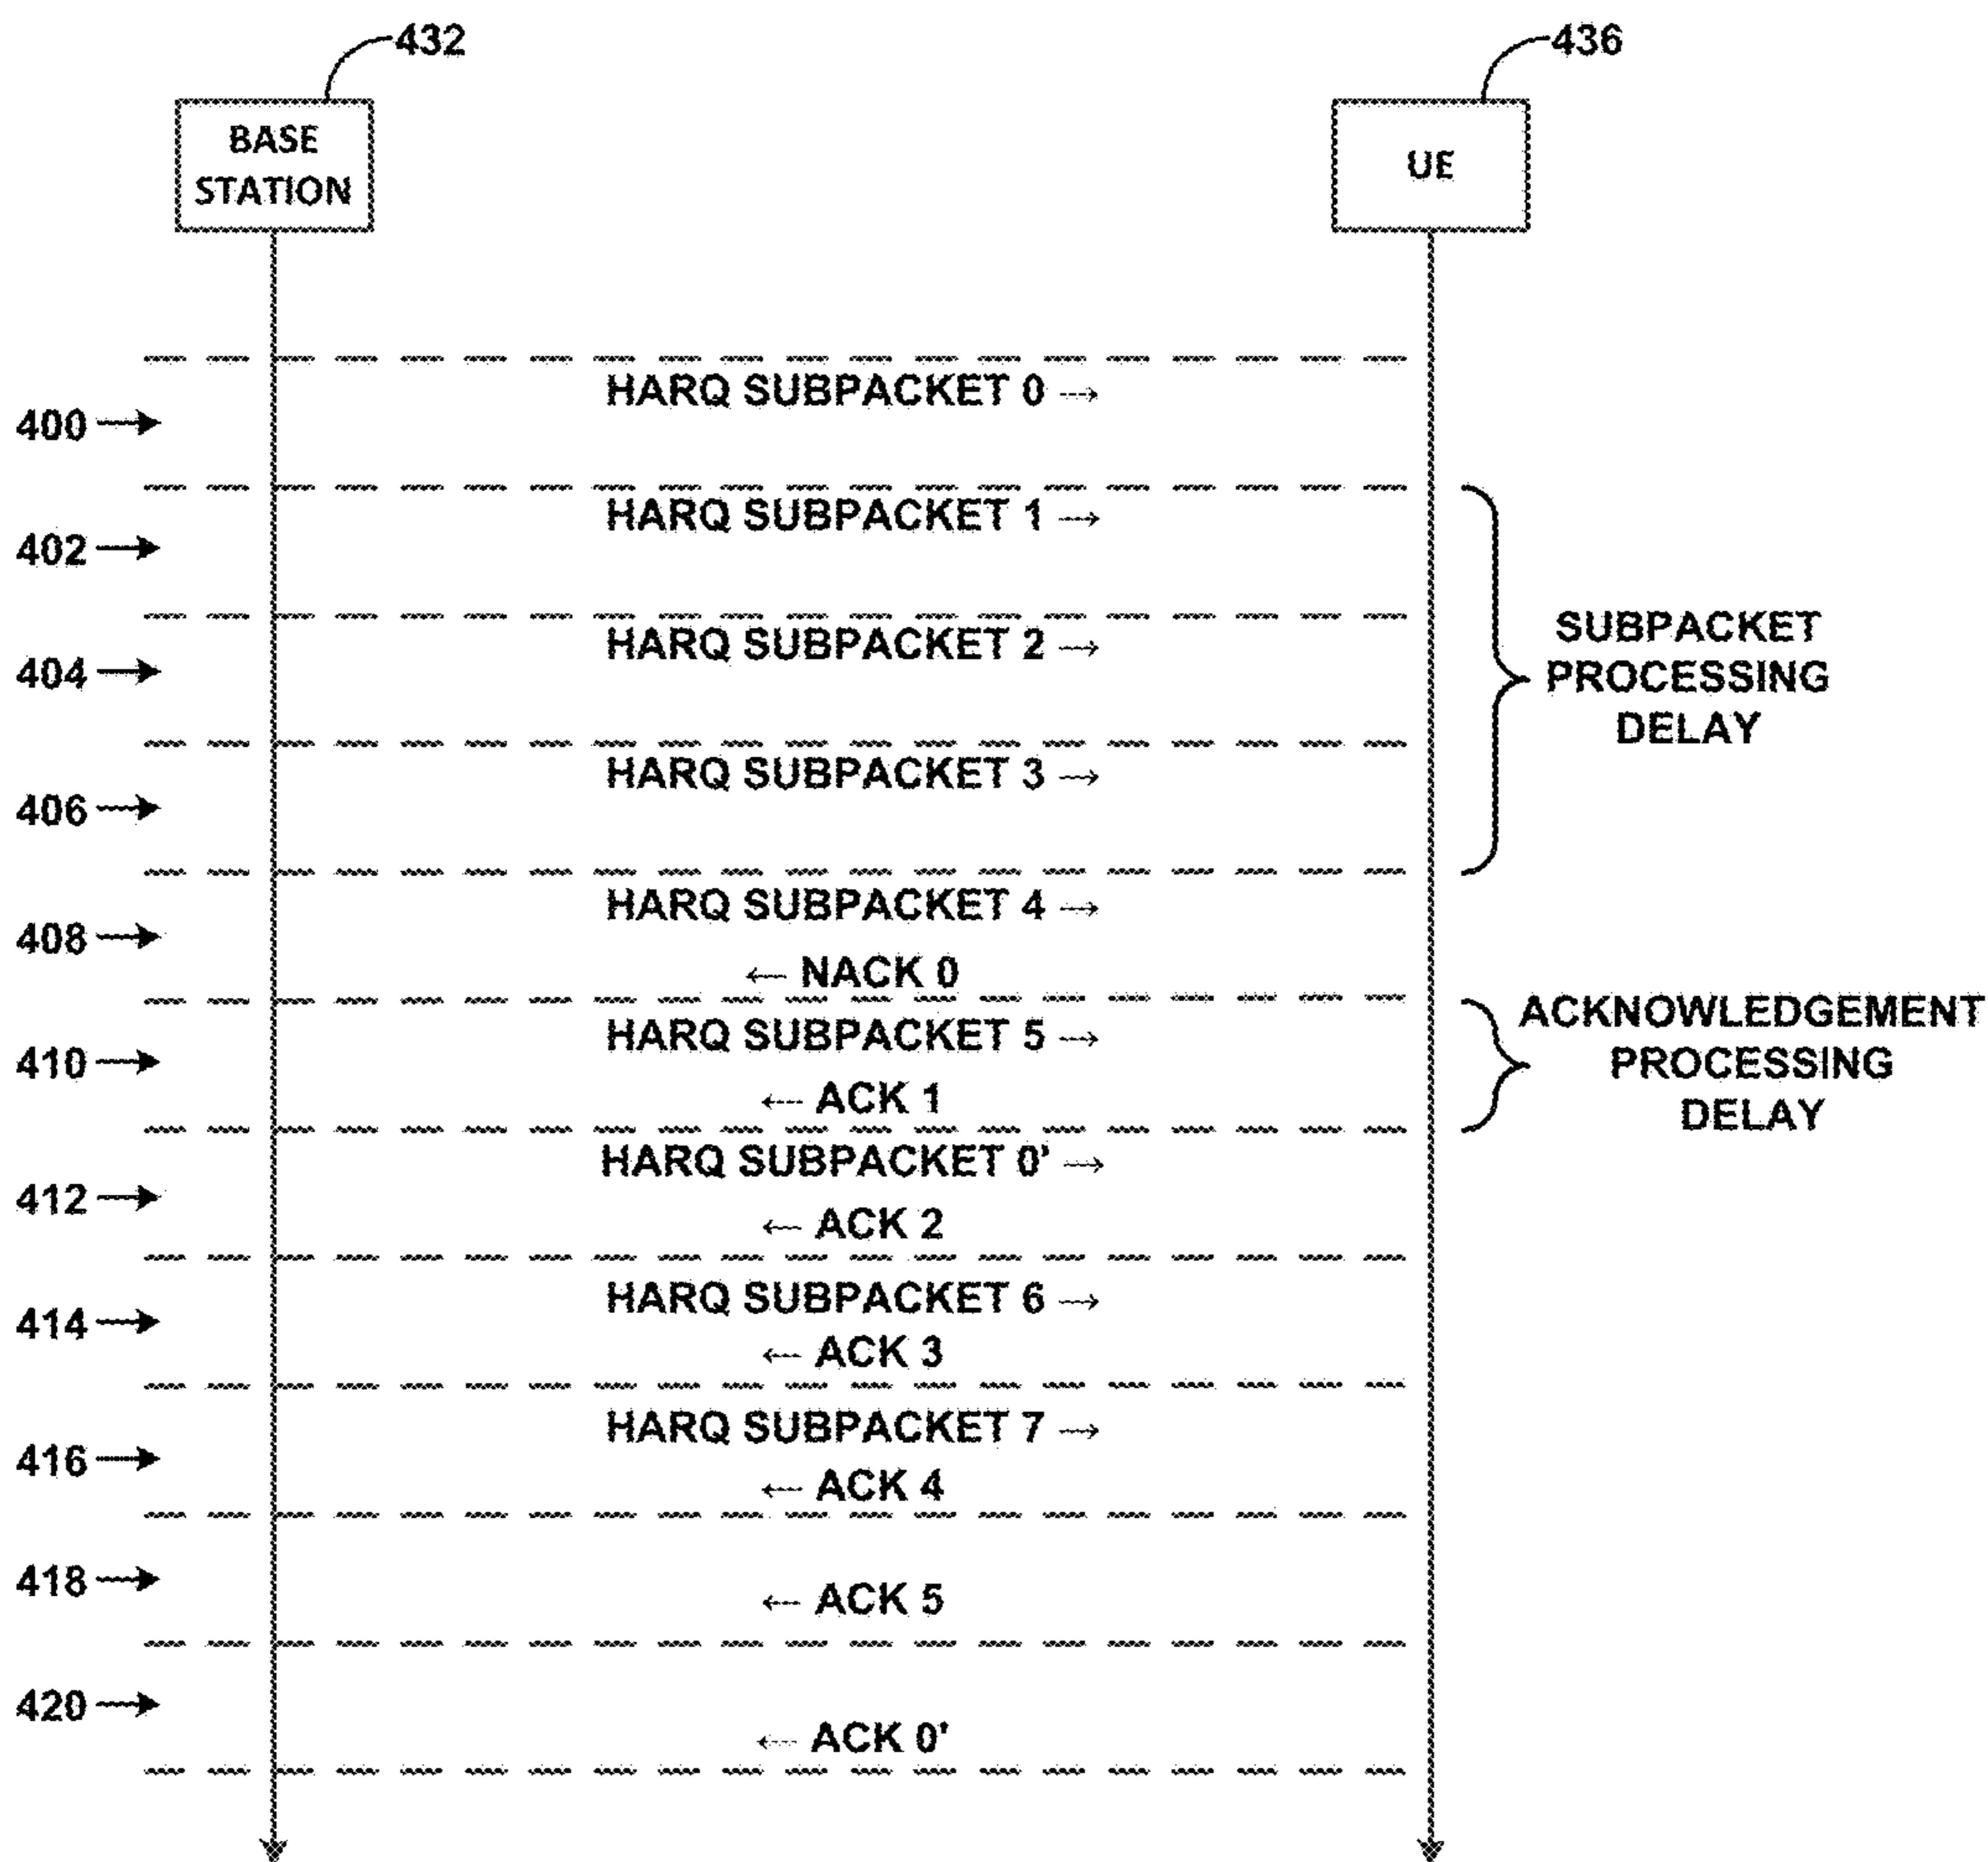 432
436
BASE
STATION
UE
HARQ SUBPACKET 0 →
400
HARQ SUBPACKET 1 →
402
HARQ SUBPACKET 2 →
404
SUBPACKET
PROCESSING
DELAY
HARQ SUBPACKET 3 →
406
HARQ SUBPACKET 4 →
408
← NACK 0
HARQ SUBPACKET 5 →
410
← ACK 1
ACKNOWLEDGEMENT
PROCESSING
DELAY
HARQ SUBPACKET 0' →
412
← ACK 2
HARQ SUBPACKET 6 →
414
← ACK 3
HARQ SUBPACKET 7 →
416
← ACK 4
418
← ACK 5
420
← ACK 0'